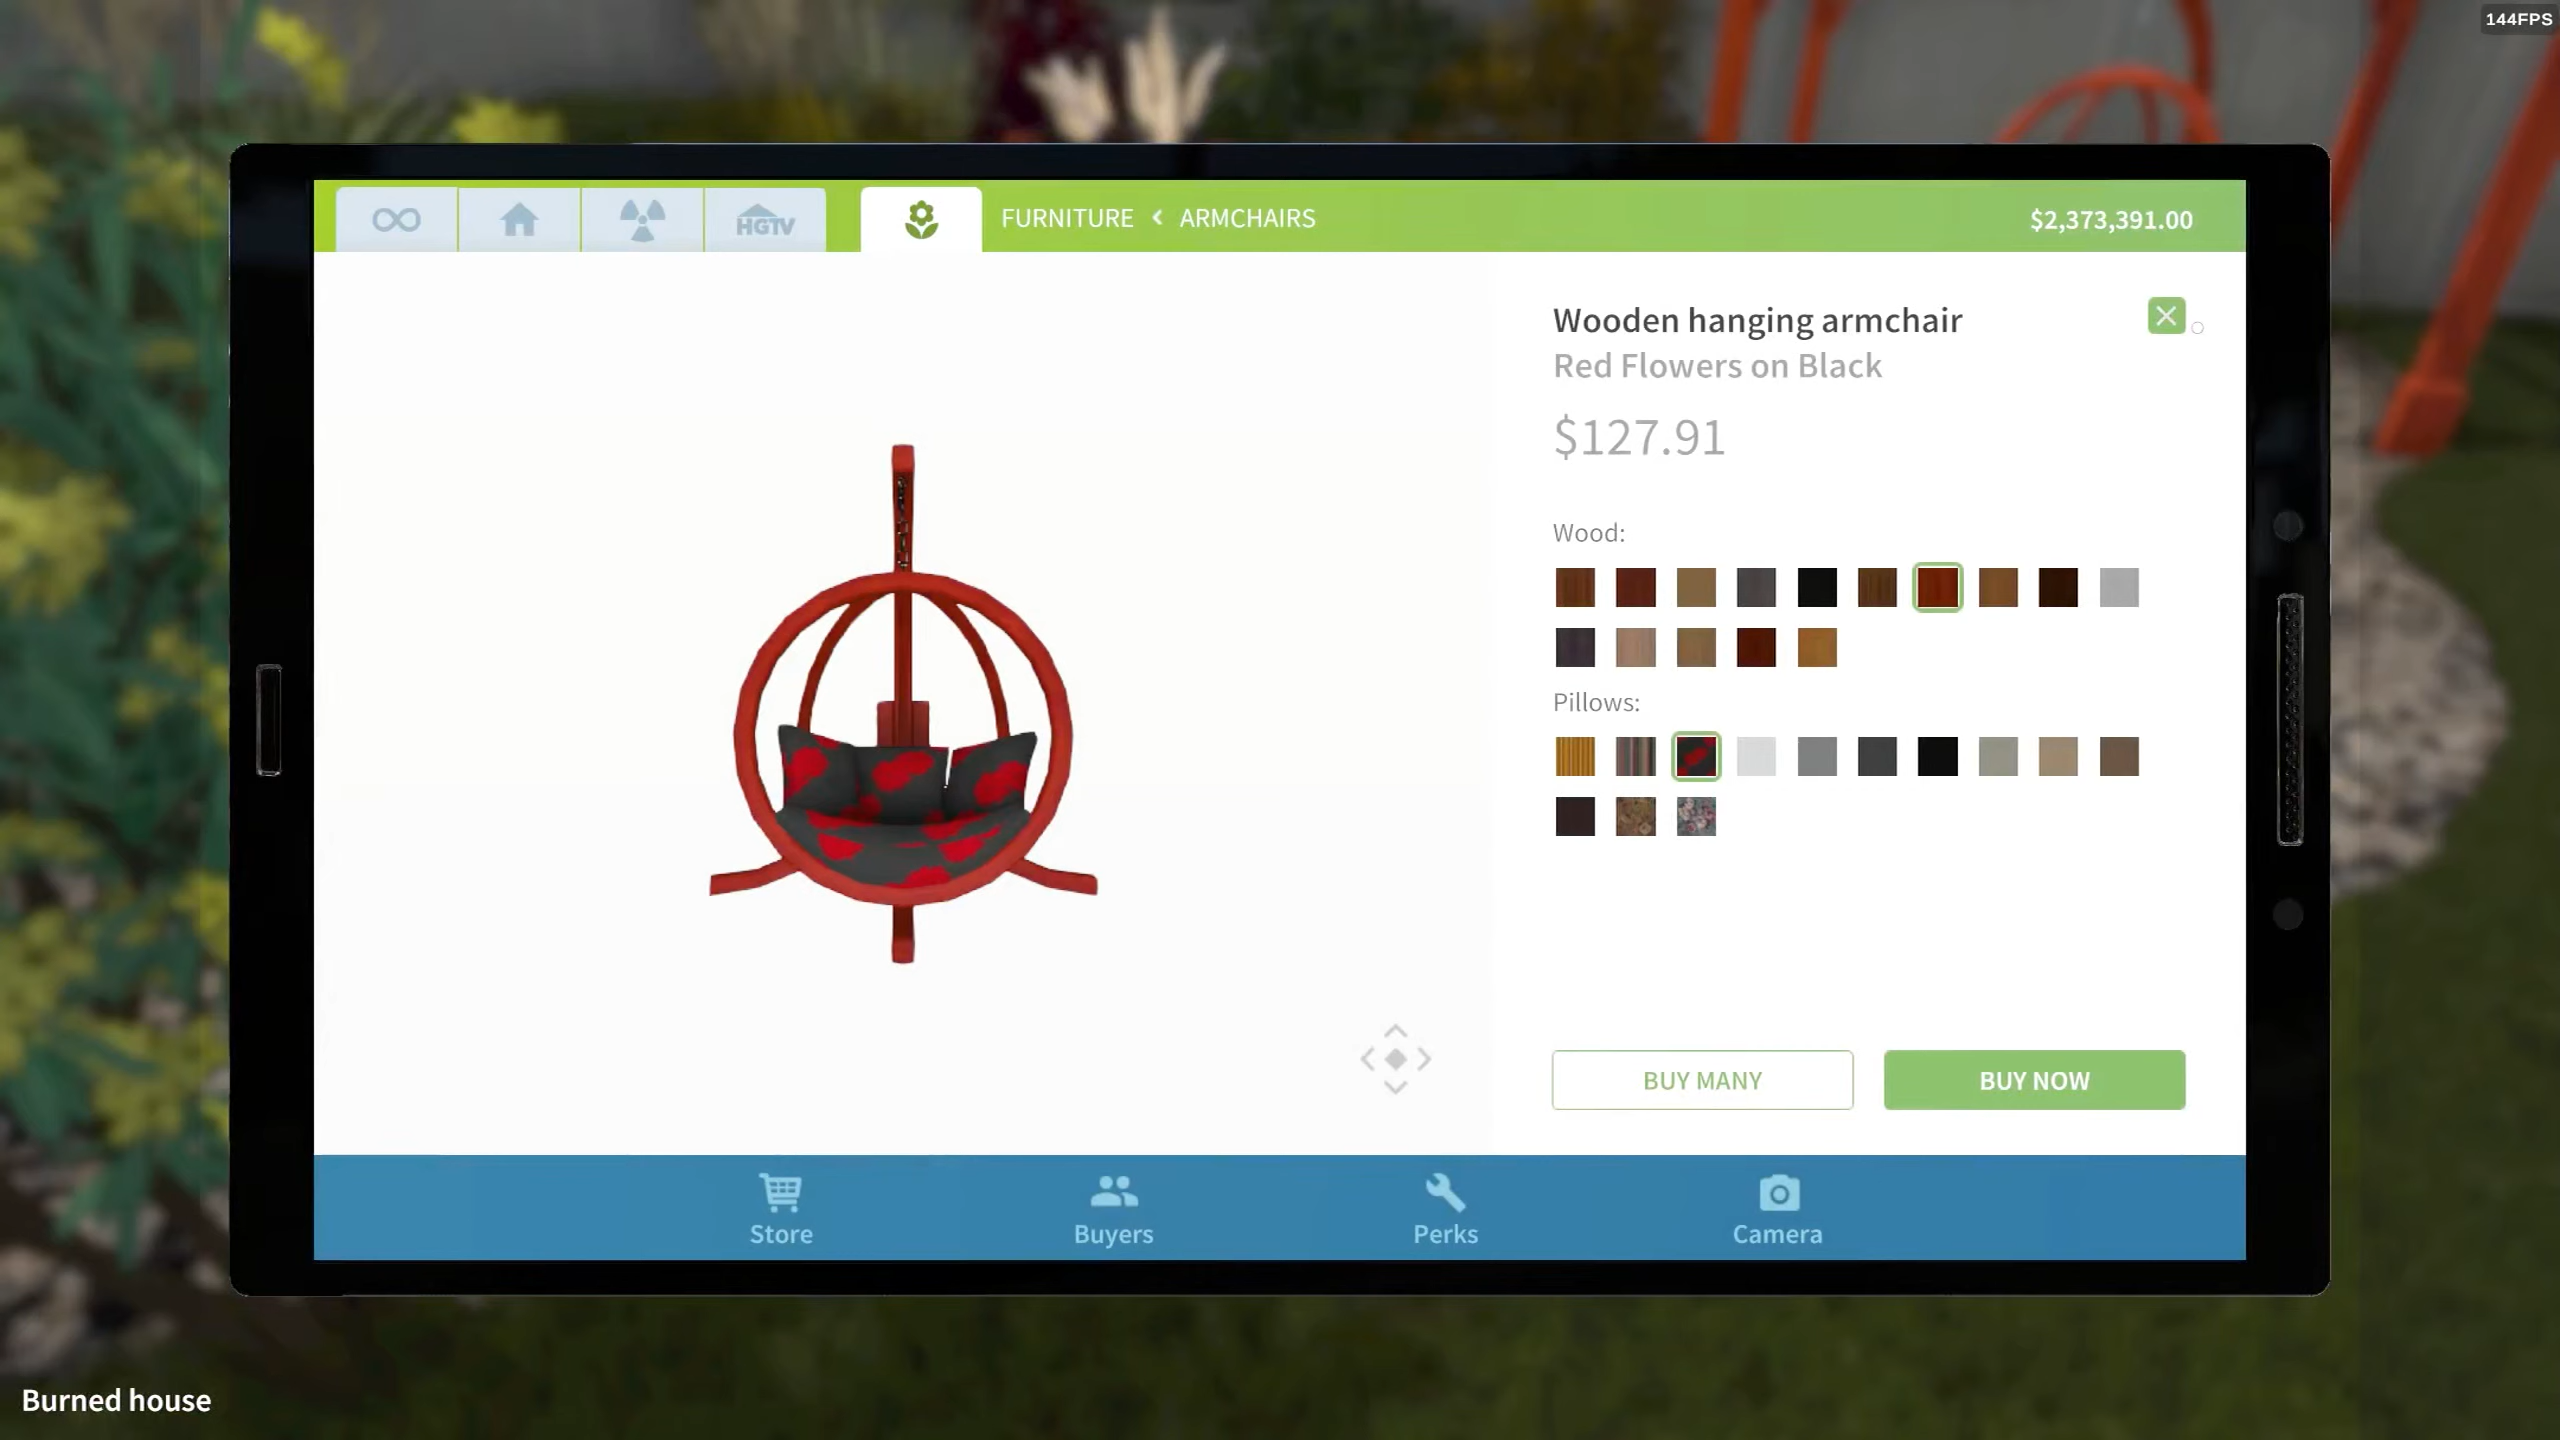 144FPS
HGTV
FURNITURE < ARMCHAIRS
$2,373,391.00
Wooden hanging armchair
Red Flowers on Black
$127.91
Wood:
Pillows:
BUY MANY
BUY NOW
Store
Buyers
Perks
Camera
Burned house